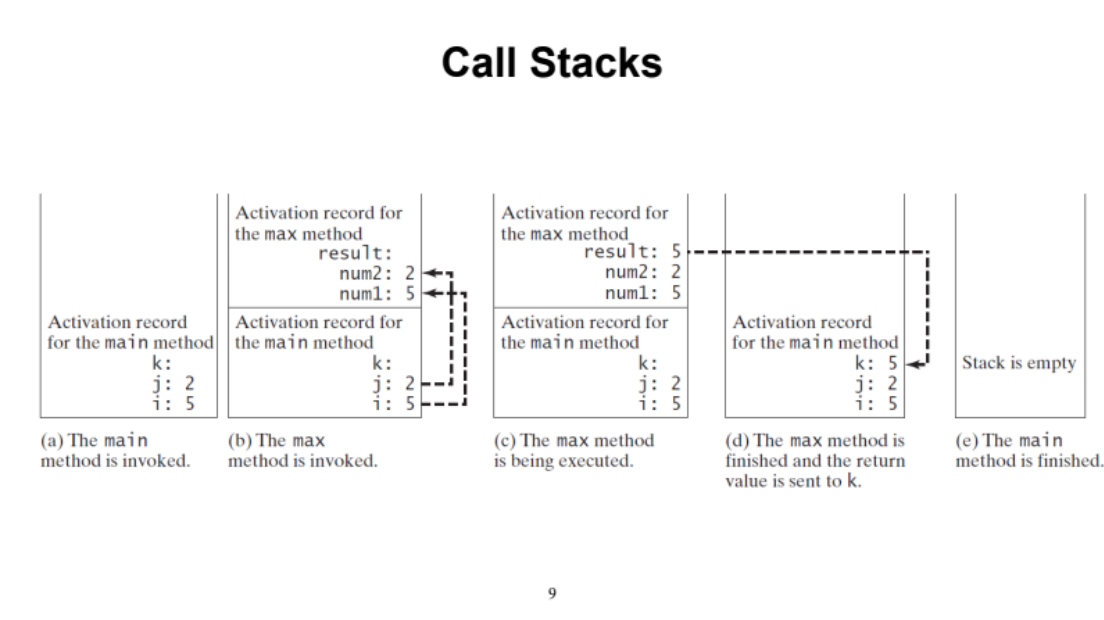 Call Stacks
Activation record
for the main method
k:
j: 2
i: 5
(a) The main
method is invoked.
Activation record for
the max method
result:
num2: 2
num1: 5
Activation record for
the main method
k:
j: 2
i: 5
(b) The max
method is invoked.
Activation record for
the max method
result: 5
num2: 2
num1: 5
Activation record for
the main method
k:
j: 2
i: 5
(c) The max method
is being executed.
Activation record
for the main method
k: 5
j: 2
i: 5
(d) The max method is
finished and the return
value is sent to k.
Stack is empty
(e) The main
method is finished.
9